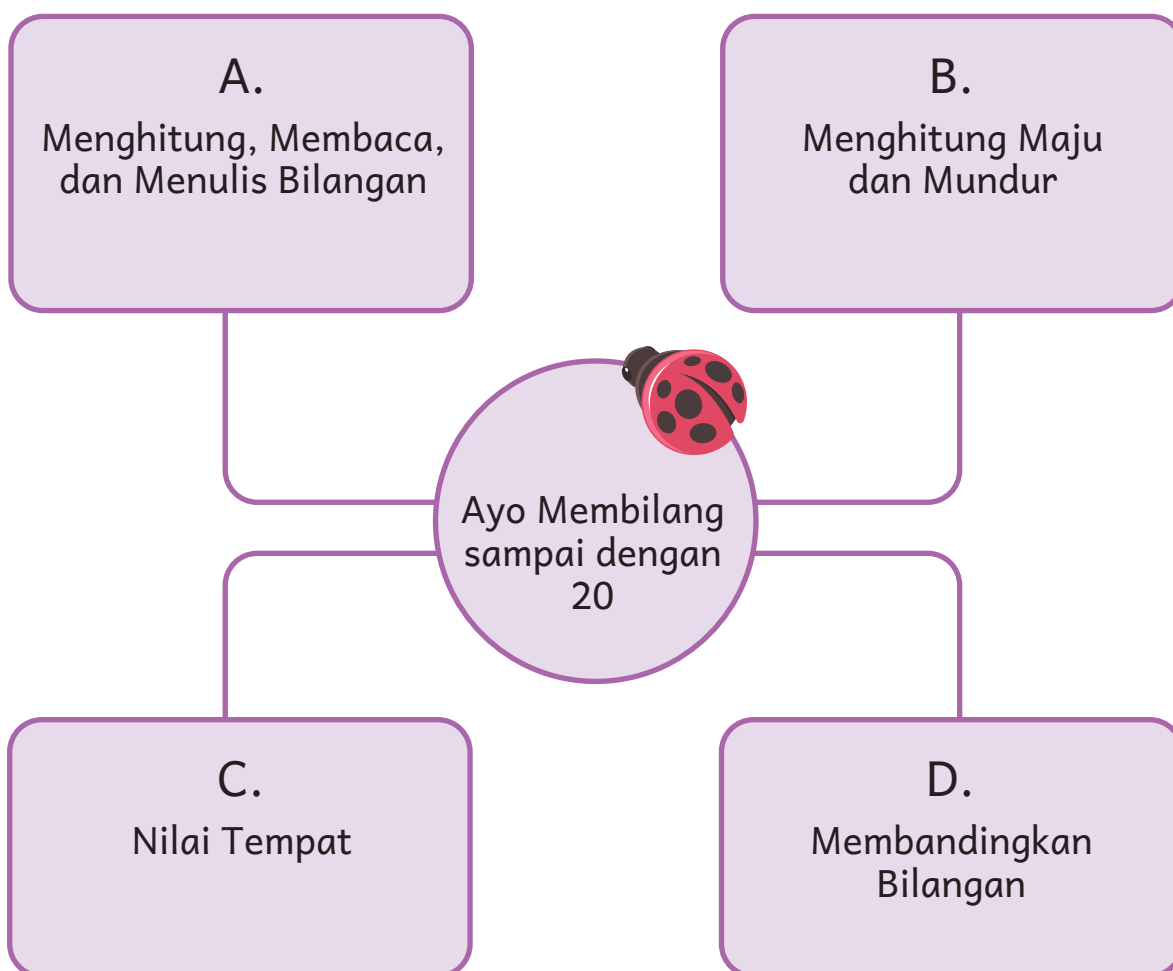 A.
Menghitung, Membaca,
dan Menulis Bilangan
B.
Menghitung Maju
dan Mundur
Ayo Membilang
sampai dengan
20
C.
Nilai Tempat
D.
Membandingkan
Bilangan